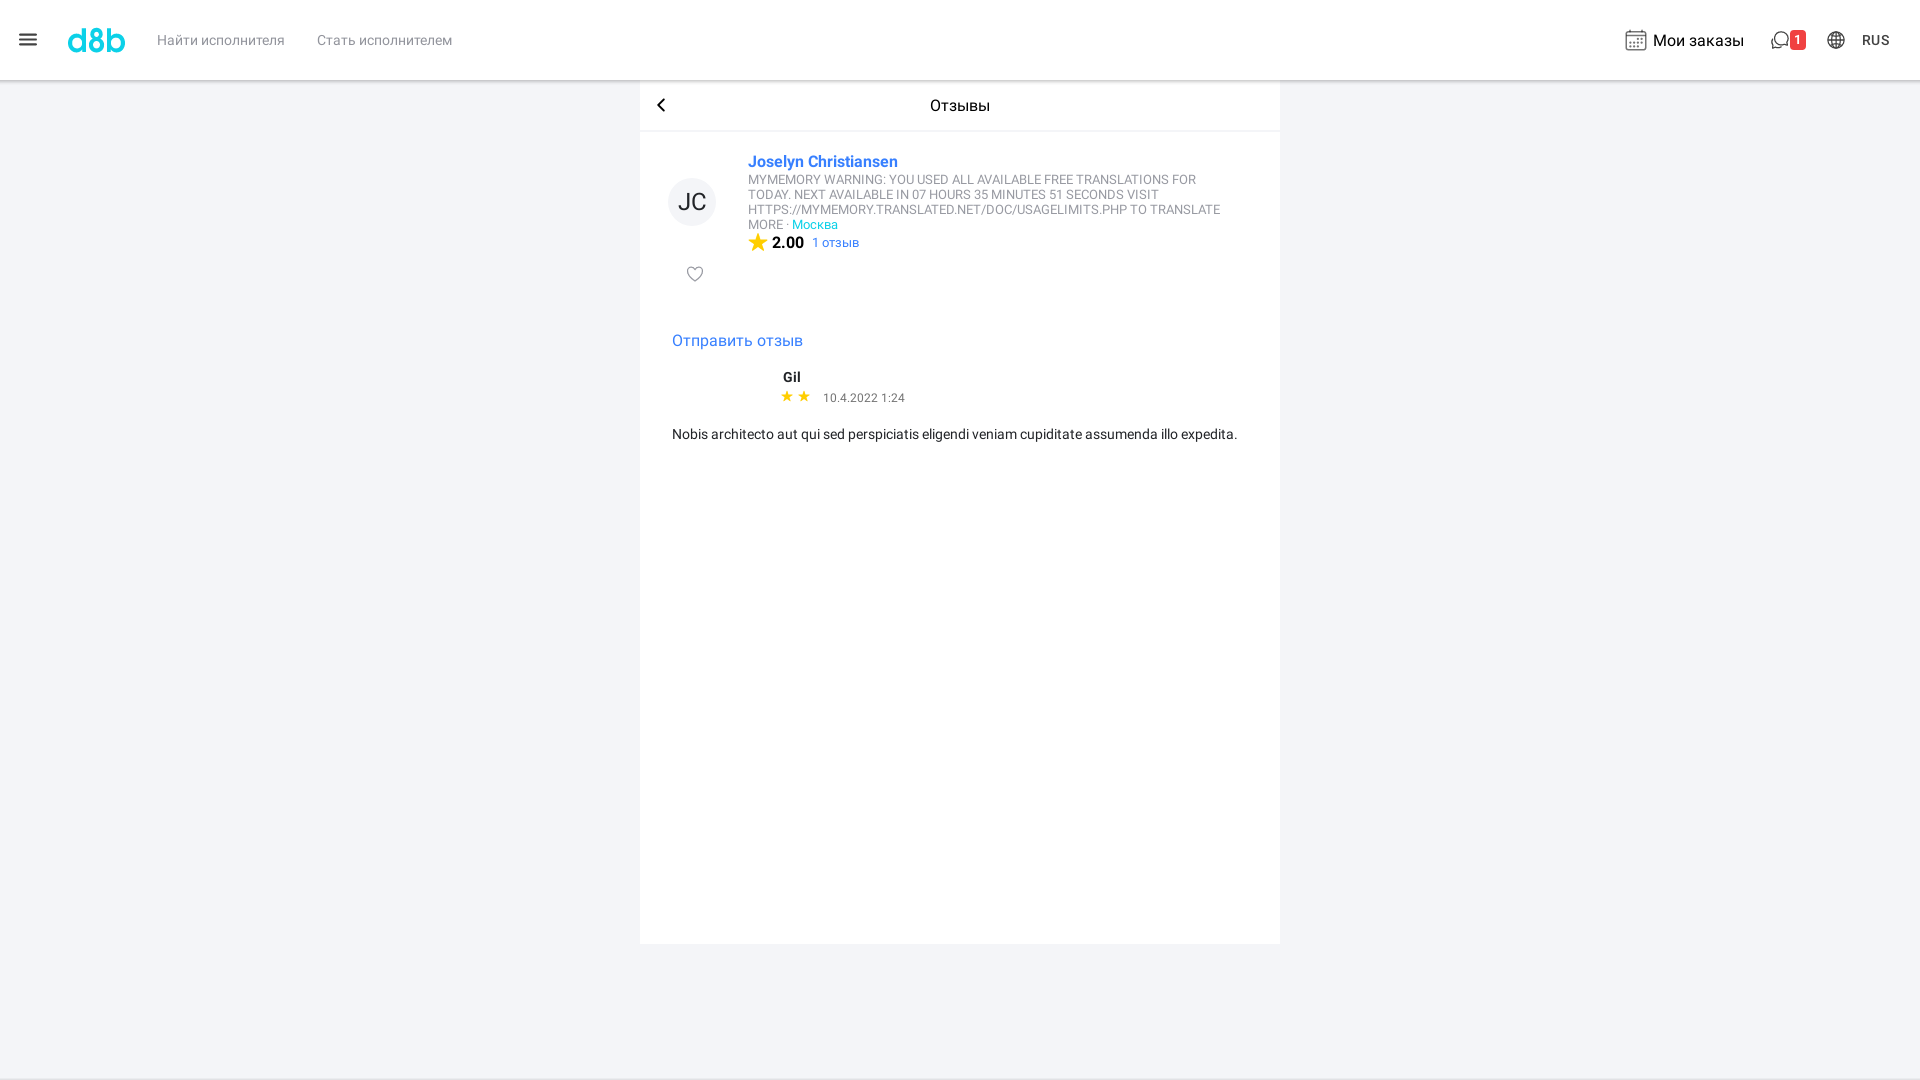 d8b
Найти исполнителя
Стать исполнителем
Мои заказы
1
RUS
Отзывы
JC
Joselyn Christiansen
MYMEMORY WARNING: YOU USED ALL AVAILABLE FREE TRANSLATIONS FOR
TODAY. NEXT AVAILABLE IN 07 HOURS 35 MINUTES 51 SECONDS VISIT
HTTPS://MYMEMORY.TRANSLATED.NET/DOC/USAGELIMITS.PHP TO TRANSLATE
MORE · Москва
2.00 1 отзыв
Отправить отзыв
Gil
10.4.2022 1:24
Nobis architecto aut qui sed perspiciatis eligendi veniam cupiditate assumenda illo expedita.